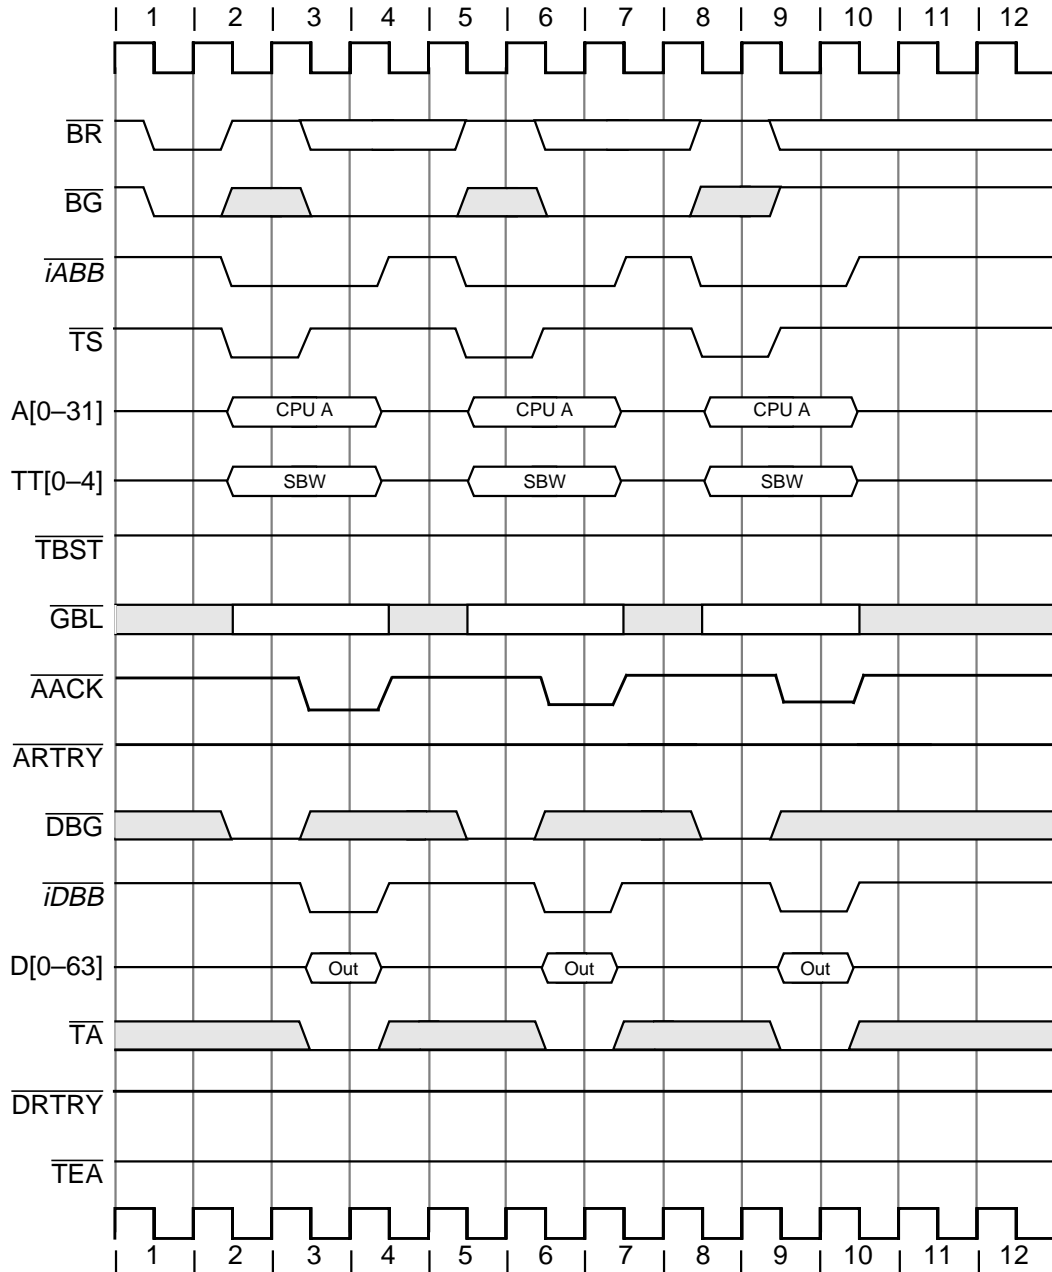 | 1 | 2 | 3 | 4 | 5 | 6 | 7 | 8 | 9 | 10 | 11 | 12
BR
BG
iABB
TS
A[0–31] CPU A CPU A CPU A
TT[0–4] SBW SBW SBW
TBST
GBL
AACK
ARTRY
DBG
iDBB
D[0–63] Out Out Out
TA
DRTRY
TEA
| 1 | 2 | 3 | 4 | 5 | 6 | 7 | 8 | 9 | 10 | 11 | 12